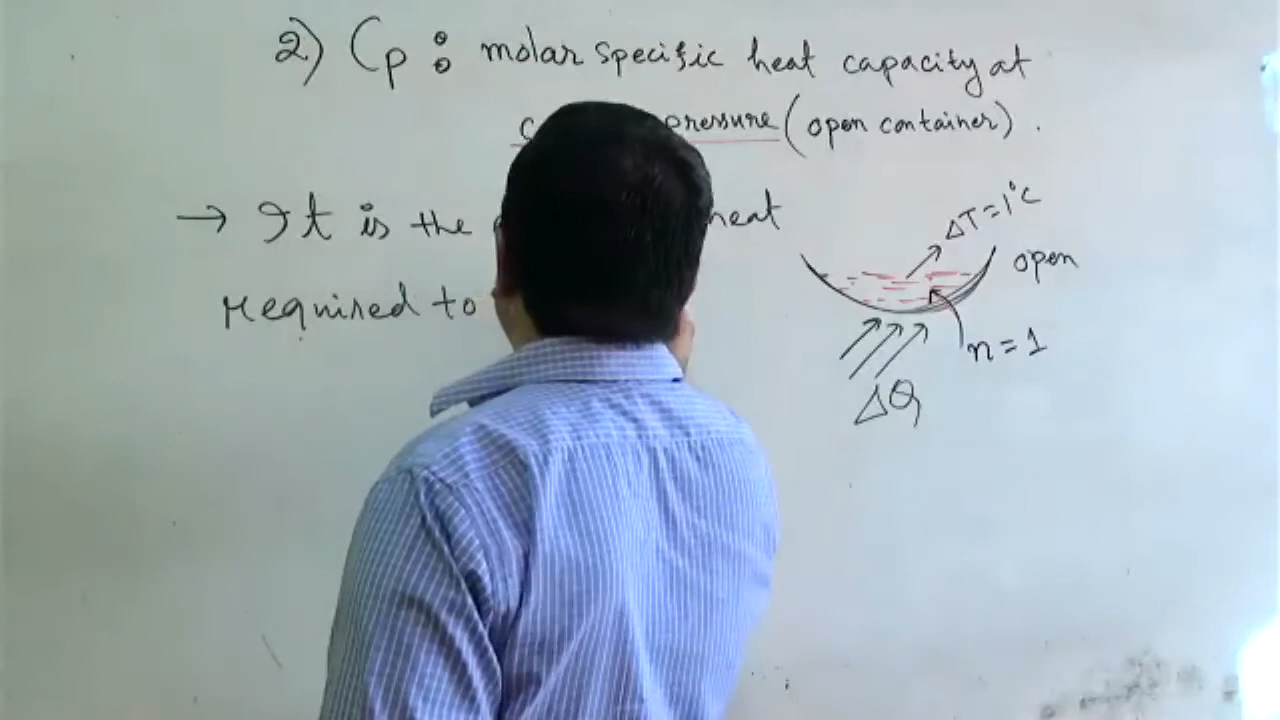 2) Cp : molar specific heat capacity at
pressure (open container).
→ It is the heat
required to
ΔT = 1°C
open
n = 1
ΔQ